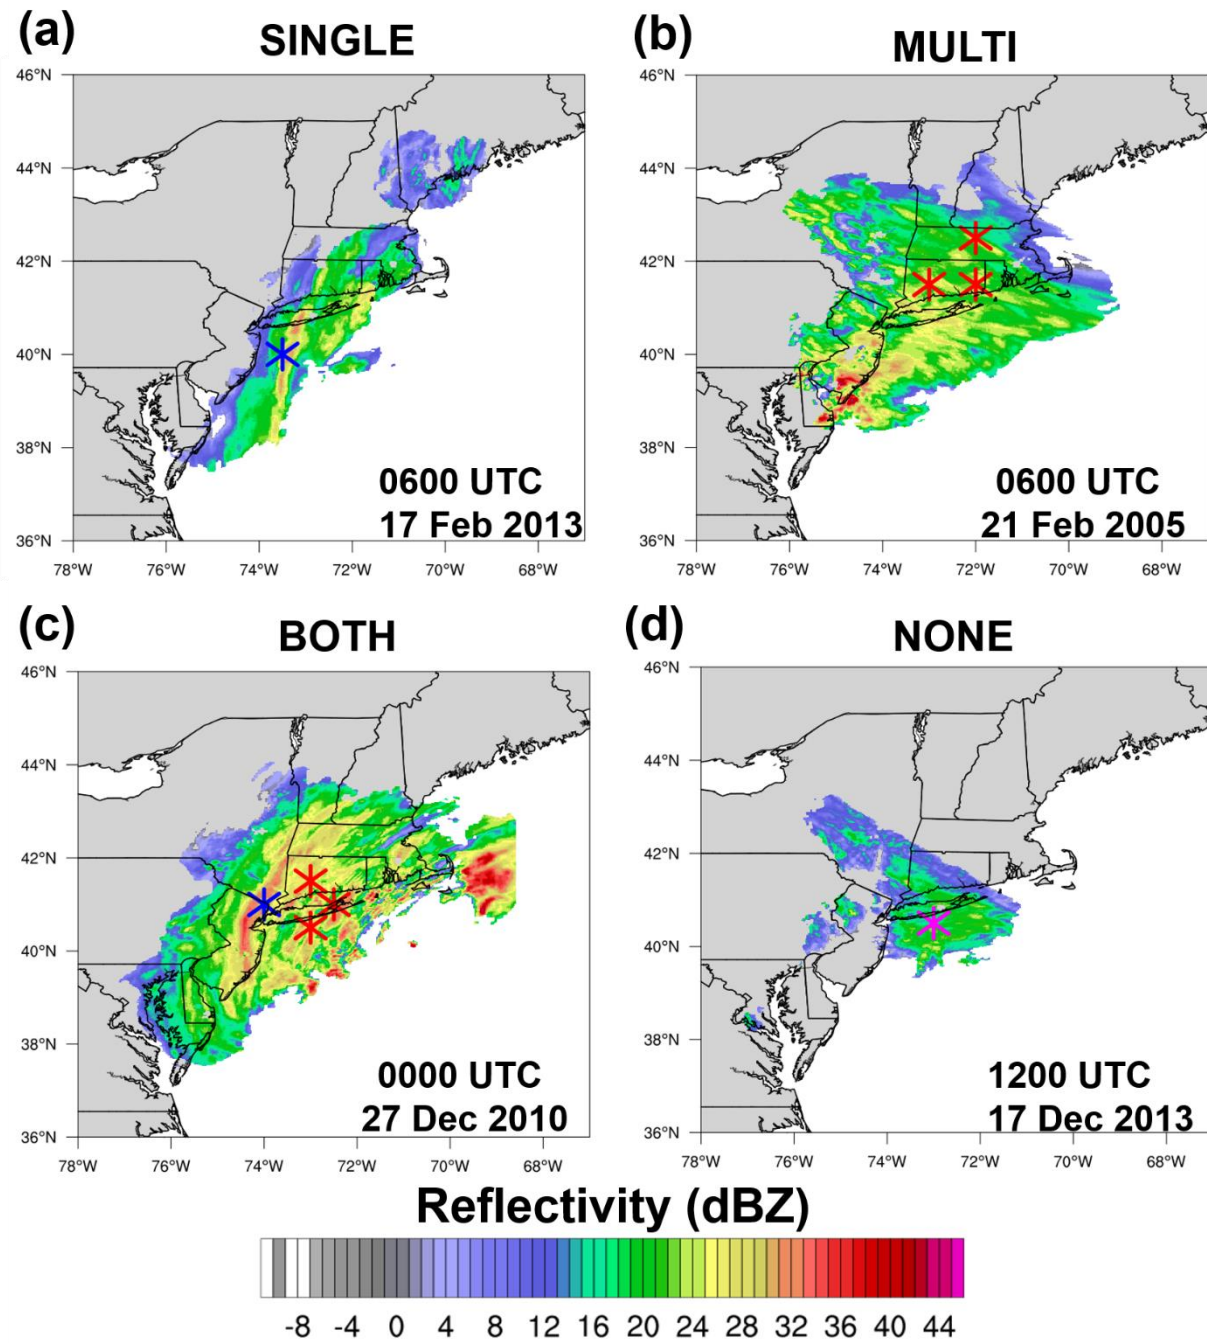 (a) SINGLE
46°N
44°N
42°N
40°N
38°N
36°N
78°W 76°W 74°W 72°W 70°W 68°W
0600 UTC
17 Feb 2013
(b) MULTI
46°N
44°N
42°N
40°N
38°N
36°N
78°W 76°W 74°W 72°W 70°W 68°W
0600 UTC
21 Feb 2005
(c) BOTH
46°N
44°N
42°N
40°N
38°N
36°N
78°W 76°W 74°W 72°W 70°W 68°W
0000 UTC
27 Dec 2010
(d) NONE
46°N
44°N
42°N
40°N
38°N
36°N
78°W 76°W 74°W 72°W 70°W 68°W
1200 UTC
17 Dec 2013
Reflectivity (dBZ)
-8 -4 0 4 8 12 16 20 24 28 32 36 40 44